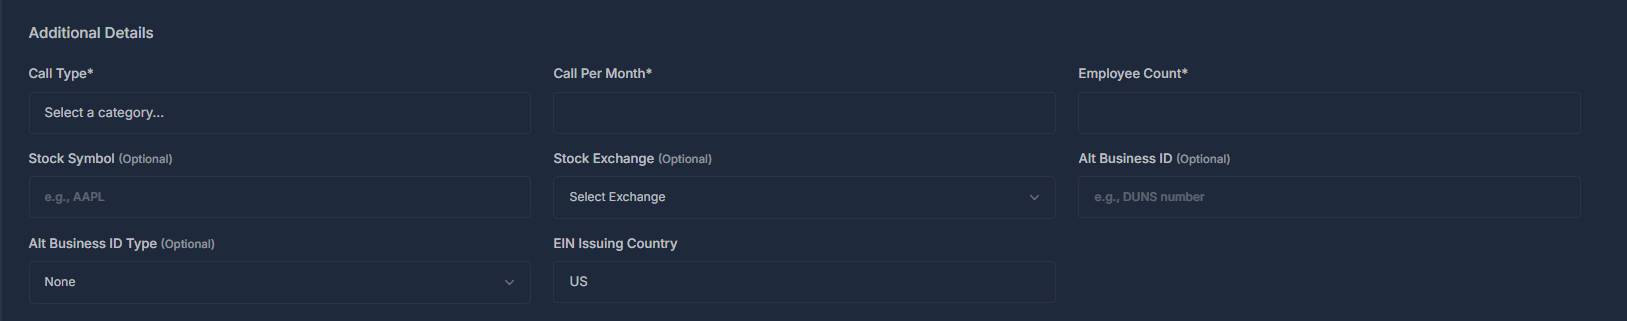 Additional Details
Call Type* Call Per Month* Employee Count*
Select a category...
Stock Symbol (Optional) Stock Exchange (Optional) Alt Business ID (Optional)
e.g., AAPL Select Exchange e.g., DUNS number
Alt Business ID Type (Optional) EIN Issuing Country
None US